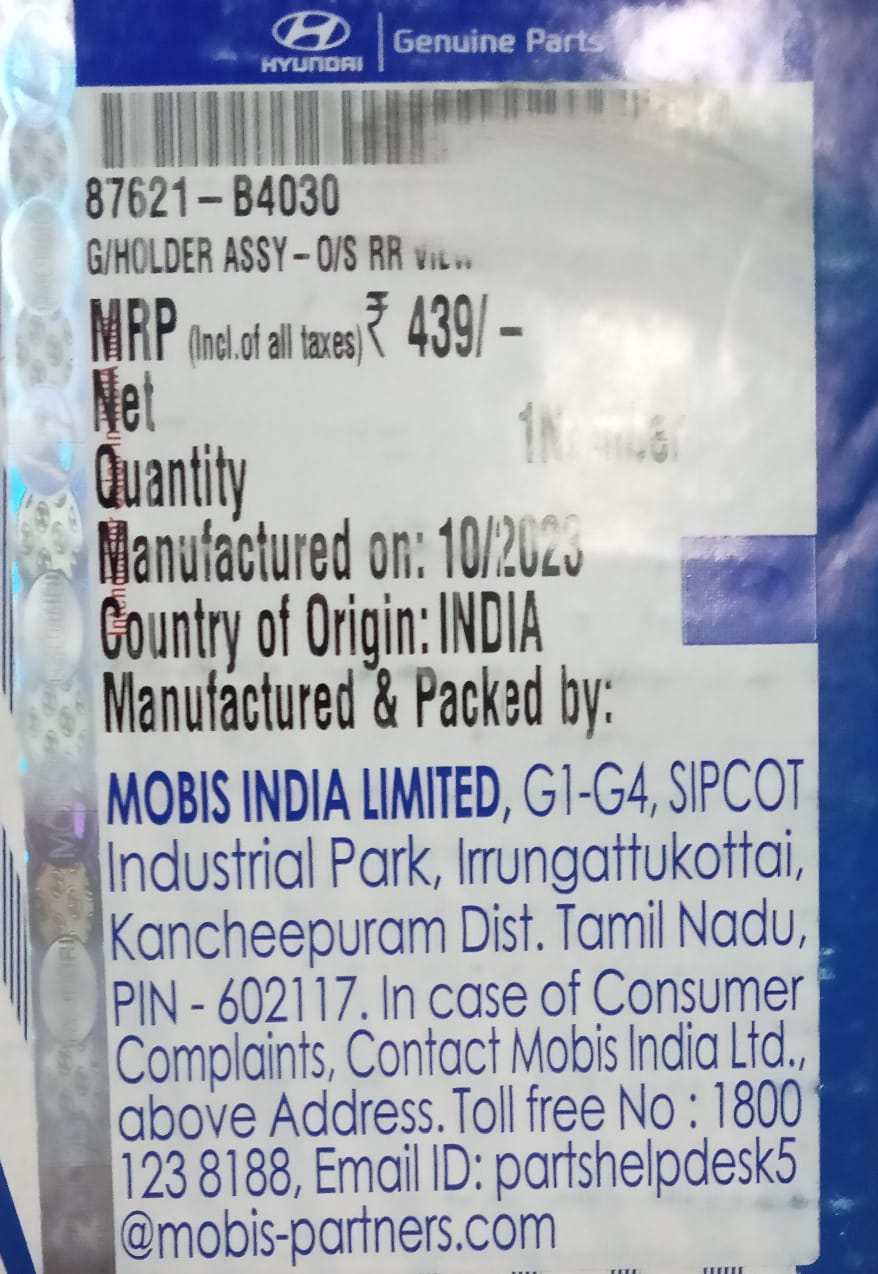 HYUNDAI
Genuine Parts
87621-B4030
G/HOLDER ASSY-O/S RR VIEW
MRP (Incl.of all taxes) ₹ 439/-
Net
Quantity
1Number
Manufactured on: 10/2023
Country of Origin: INDIA
Manufactured & Packed by:
MOBIS INDIA LIMITED, G1-G4, SIPCOT
Industrial Park, Irrungattukottai,
Kancheepuram Dist. Tamil Nadu,
PIN - 602117. In case of Consumer
Complaints, Contact Mobis India Ltd.,
above Address. Toll free No : 1800
123 8188, Email ID: partshelpdesk5
@mobis-partners.com